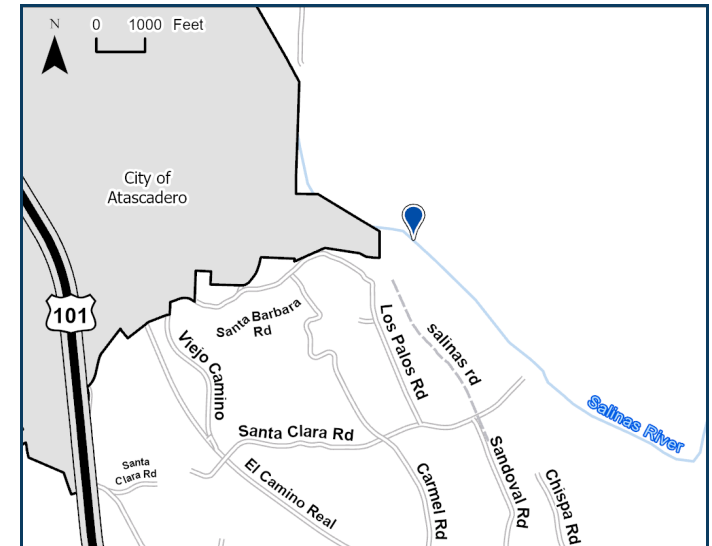 N
0 1000 Feet
City of
Atascadero
101
Santa Barbara
Rd
Viejo Camino
Los Palos Rd
salinas rd
Salinas River
Santa Clara Rd
Santa
Clara Rd
El Camino Real
Carmel Rd
Sandoval Rd
Chispa Rd